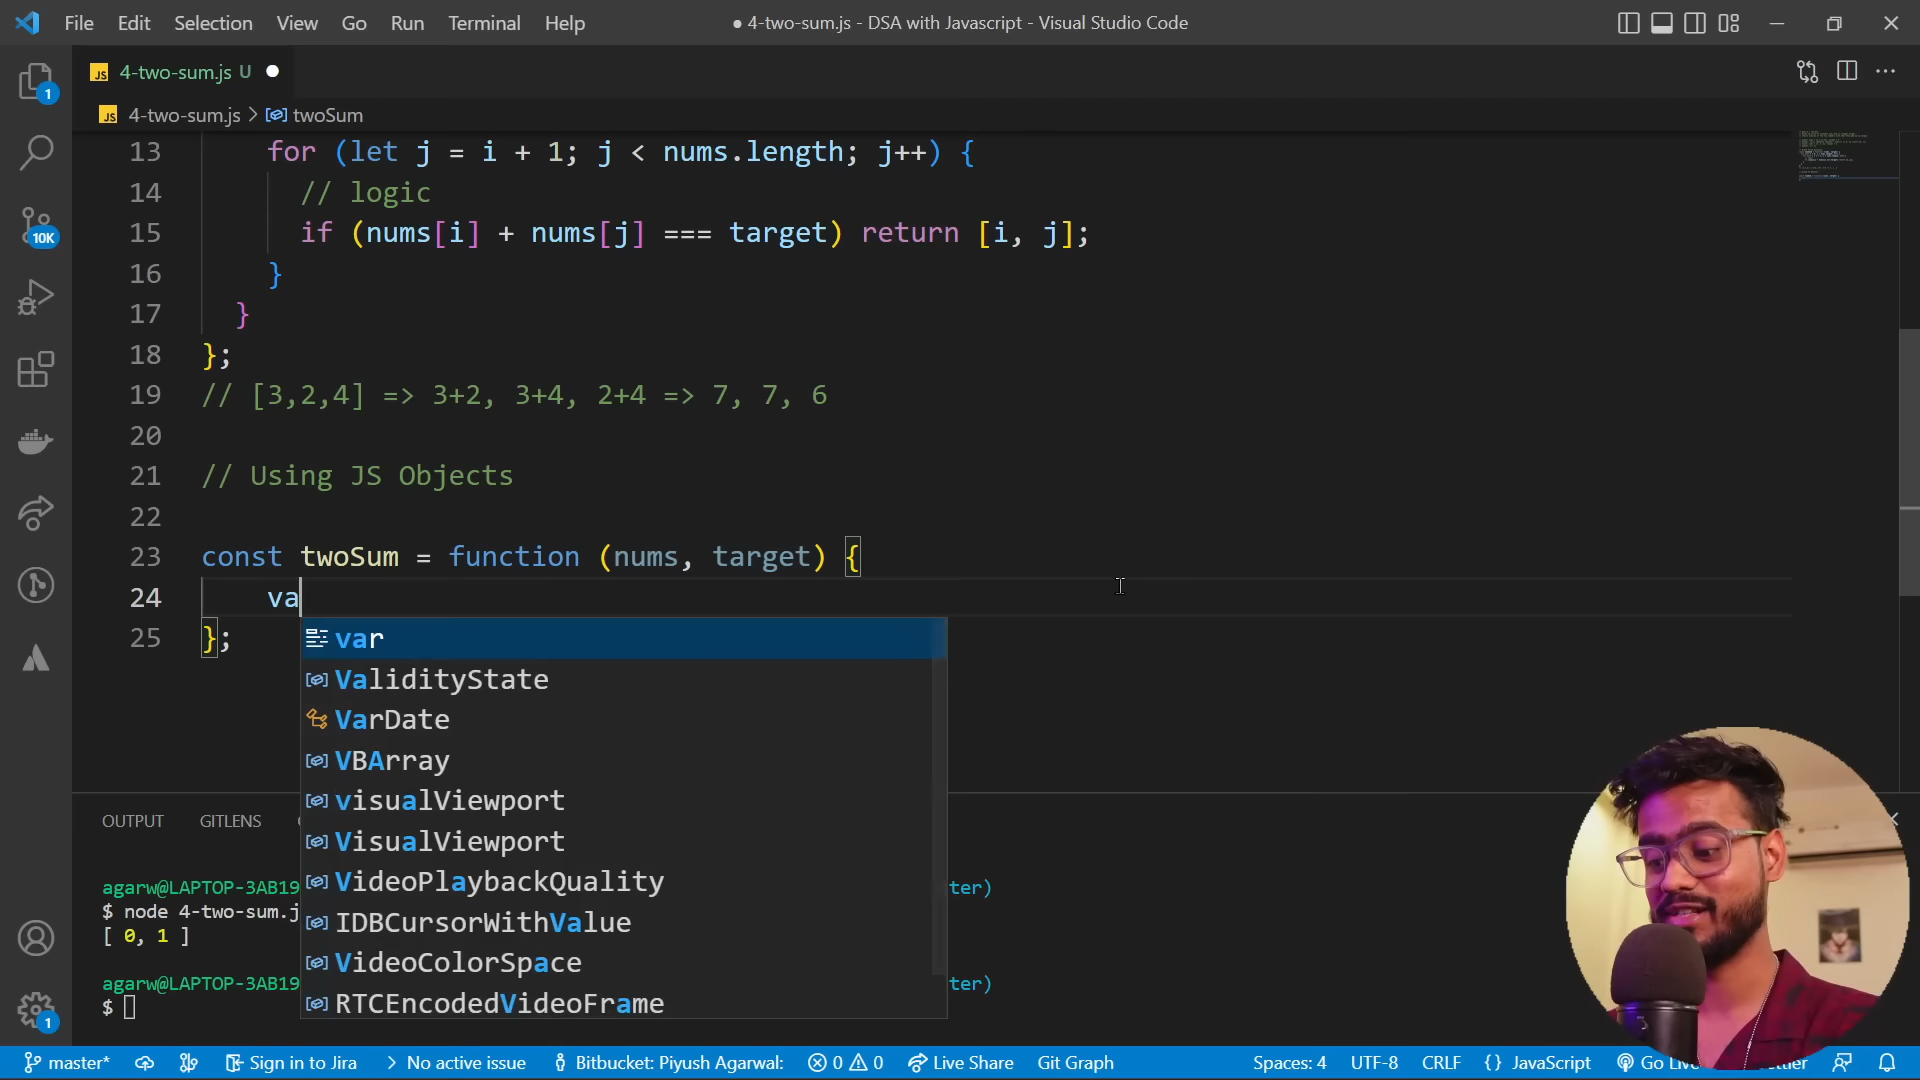 File Edit Selection View Go Run Terminal Help
● 4-two-sum.js - DSA with Javascript - Visual Studio Code
JS 4-two-sum.js U
JS 4-two-sum.js > twoSum
13 for (let j = i + 1; j < nums.length; j++) {
14 // logic
15 if (nums[i] + nums[j] === target) return [i, j];
16 }
17 }
18 };
19 // [3,2,4] => 3+2, 3+4, 2+4 => 7, 7, 6
20
21 // Using JS Objects
22
23 const twoSum = function (nums, target) {
24 va
25 };
var
ValidityState
VarDate
VBArray
visualViewport
VisualViewport
VideoPlaybackQuality
IDBCursorWithValue
VideoColorSpace
RTCEncodedVideoFrame
1
10K
1
OUTPUT GITLENS
agarw@LAPTOP-3AB19 ter)
$ node 4-two-sum.j
[ 0, 1 ]
agarw@LAPTOP-3AB19 ter)
$
master* Sign in to Jira > No active issue Bitbucket: Piyush Agarwal: 0 0 Live Share Git Graph Spaces: 4 UTF-8 CRLF {} JavaScript Go